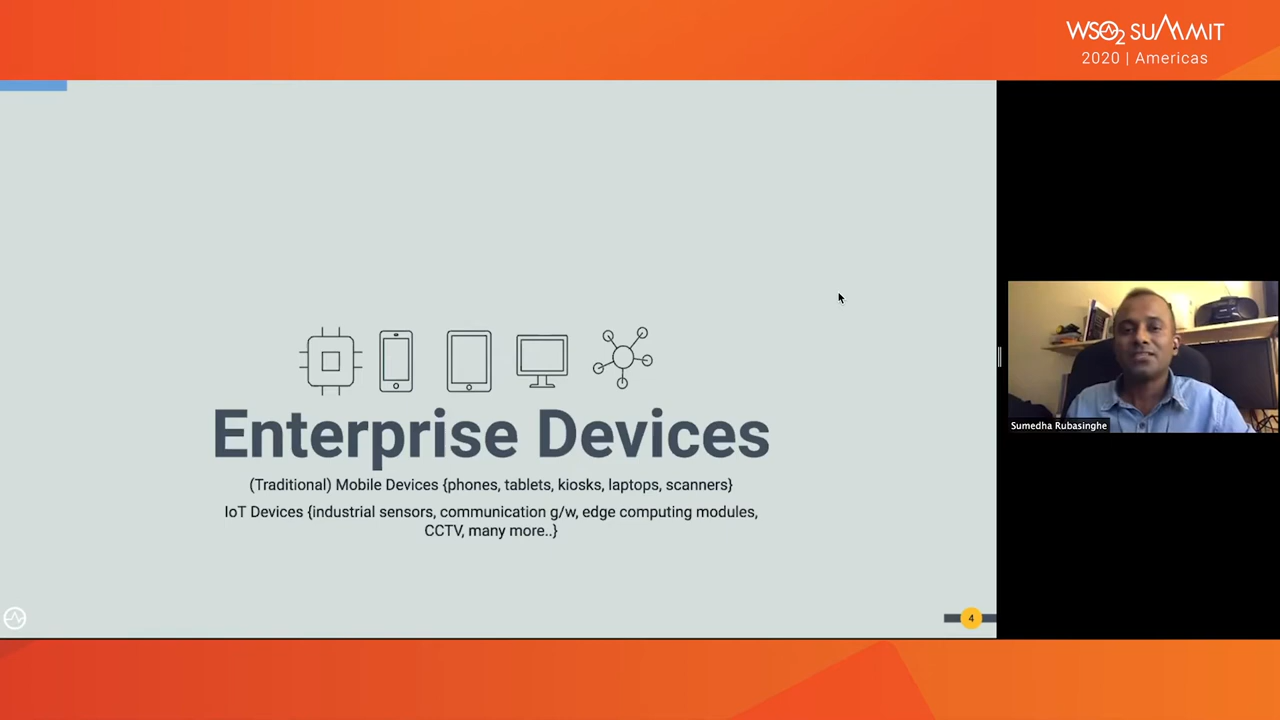 WSO2 SUMMIT
2020 | Americas
Enterprise Devices
(Traditional) Mobile Devices {phones, tablets, kiosks, laptops, scanners}
IoT Devices {industrial sensors, communication g/w, edge computing modules,
CCTV, many more..}
Sumedha Rubasinghe
4